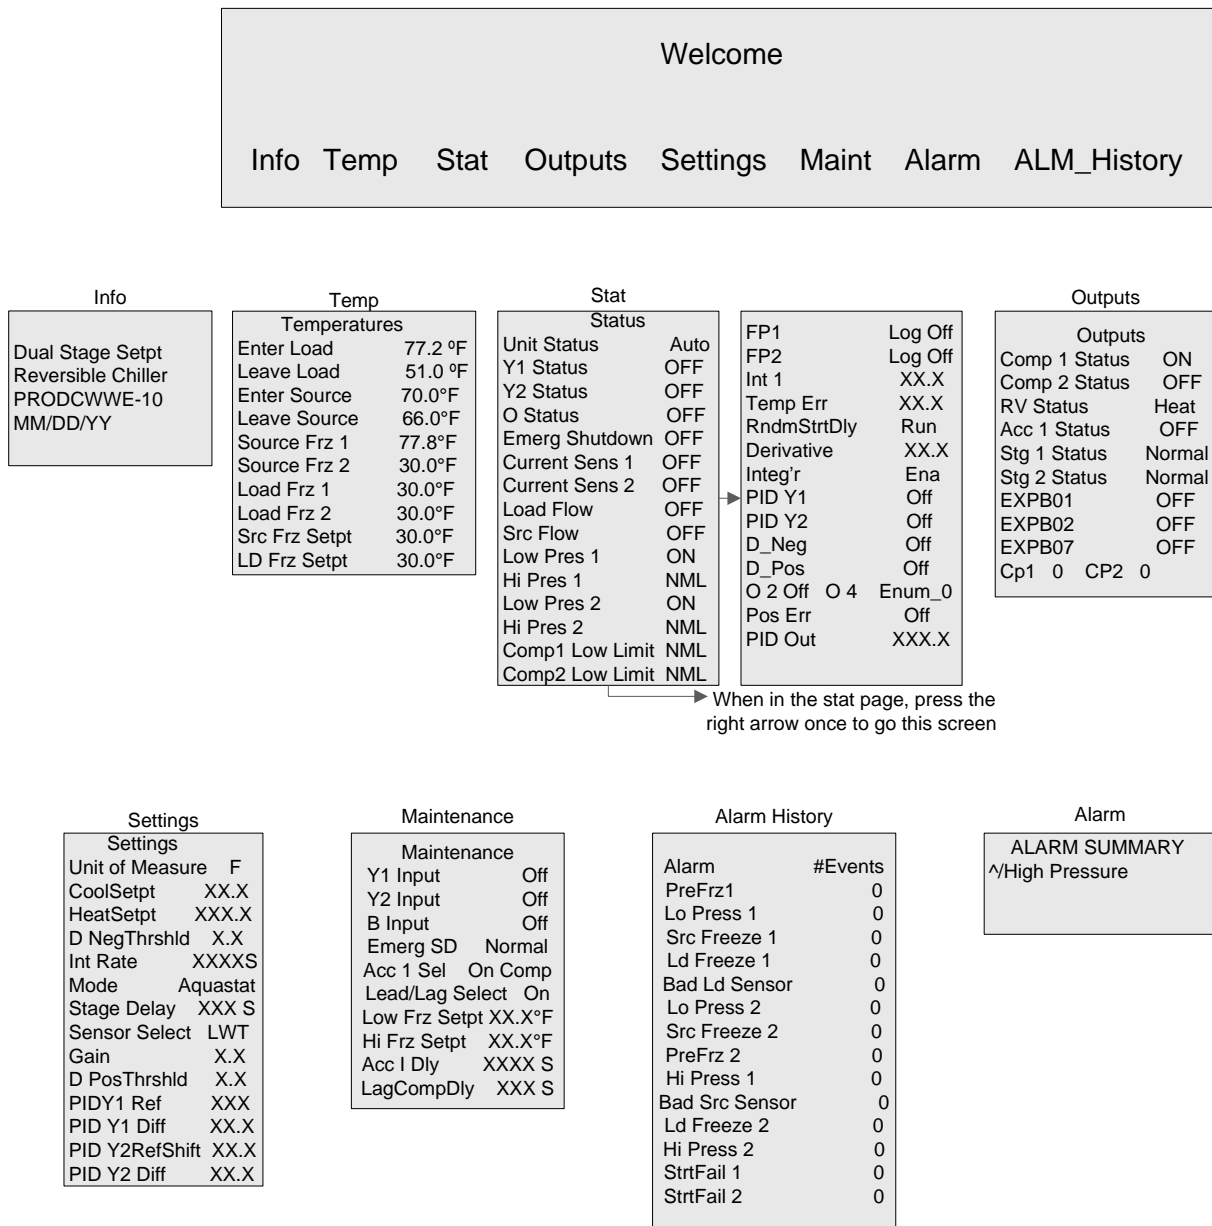 Welcome
Info Temp Stat Outputs Settings Maint Alarm ALM_History
Info
Dual Stage Setpt
Reversible Chiller
PRODCWWE-10
MM/DD/YY
Temp
Temperatures
Enter Load 77.2 ºF
Leave Load 51.0 ºF
Enter Source 70.0°F
Leave Source 66.0°F
Source Frz 1 77.8°F
Source Frz 2 30.0°F
Load Frz 1 30.0°F
Load Frz 2 30.0°F
Src Frz Setpt 30.0°F
LD Frz Setpt 30.0°F
Stat
Status
Unit Status Auto
Y1 Status OFF
Y2 Status OFF
O Status OFF
Emerg Shutdown OFF
Current Sens 1 OFF
Current Sens 2 OFF
Load Flow OFF
Src Flow OFF
Low Pres 1 ON
Hi Pres 1 NML
Low Pres 2 ON
Hi Pres 2 NML
Comp1 Low Limit NML
Comp2 Low Limit NML
FP1 Log Off
FP2 Log Off
Int 1 XX.X
Temp Err XX.X
RndmStrtDly Run
Derivative XX.X
Integ'r Ena
PID Y1 Off
PID Y2 Off
D_Neg Off
D_Pos Off
O 2 Off O 4 Enum_0
Pos Err Off
PID Out XXX.X
When in the stat page, press the
right arrow once to go this screen
Outputs
Outputs
Comp 1 Status ON
Comp 2 Status OFF
RV Status Heat
Acc 1 Status OFF
Stg 1 Status Normal
Stg 2 Status Normal
EXPB01 OFF
EXPB02 OFF
EXPB07 OFF
Cp1 0 CP2 0
Settings
Settings
Unit of Measure F
CoolSetpt XX.X
HeatSetpt XXX.X
D NegThrshld X.X
Int Rate XXXXS
Mode Aquastat
Stage Delay XXX S
Sensor Select LWT
Gain X.X
D PosThrshld X.X
PIDY1 Ref XXX
PID Y1 Diff XX.X
PID Y2RefShift XX.X
PID Y2 Diff XX.X
Maintenance
Maintenance
Y1 Input Off
Y2 Input Off
B Input Off
Emerg SD Normal
Acc 1 Sel On Comp
Lead/Lag Select On
Low Frz Setpt XX.X°F
Hi Frz Setpt XX.X°F
Acc I Dly XXXX S
LagCompDly XXX S
Alarm History
Alarm #Events
PreFrz1 0
Lo Press 1 0
Src Freeze 1 0
Ld Freeze 1 0
Bad Ld Sensor 0
Lo Press 2 0
Src Freeze 2 0
PreFrz 2 0
Hi Press 1 0
Bad Src Sensor 0
Ld Freeze 2 0
Hi Press 2 0
StrtFail 1 0
StrtFail 2 0
Alarm
ALARM SUMMARY
^/High Pressure